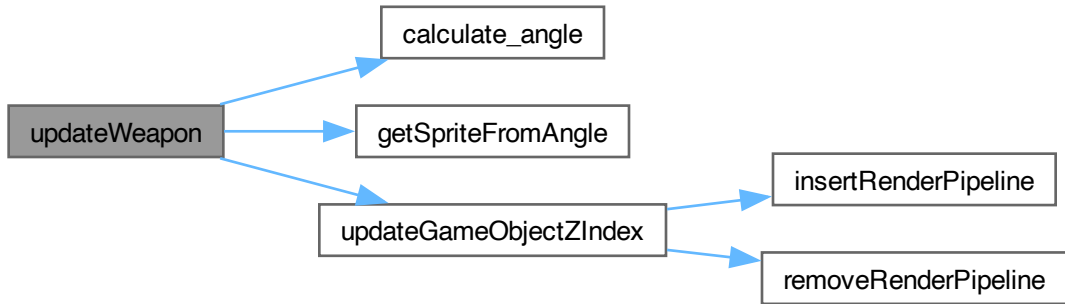 calculate_angle
updateWeapon
getSpriteFromAngle
insertRenderPipeline
updateGameObjectZIndex
removeRenderPipeline